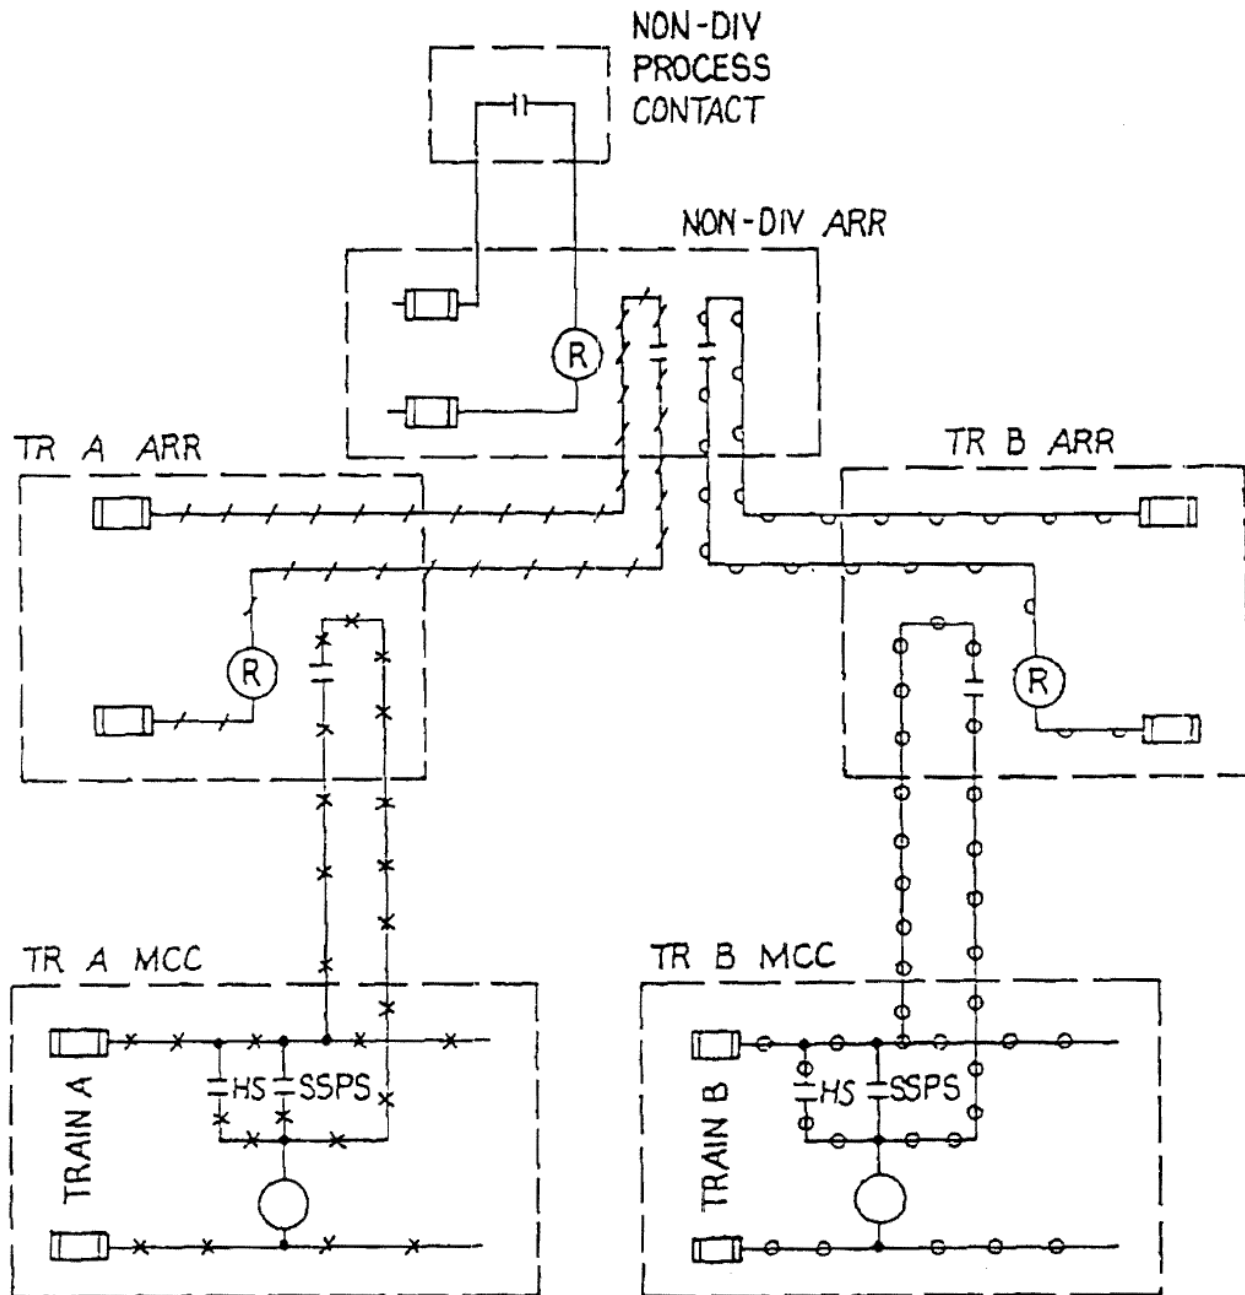 NON-DIV
PROCESS
CONTACT
NON-DIV ARR
R
TR A ARR
TR B ARR
R
R
TR A MCC
TR B MCC
TRAIN A
HS
SSPS
TRAIN B
HS
SSPS